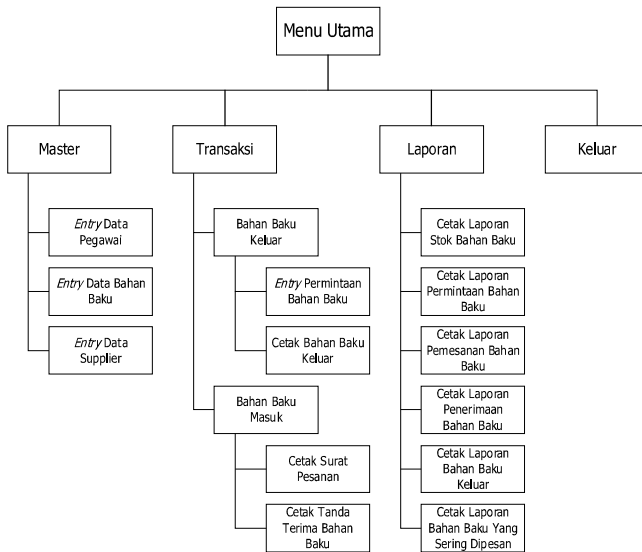 Menu Utama
Master
Transaksi
Laporan
Keluar
Entry Data
Pegawai
Entry Data Bahan
Baku
Entry Data
Supplier
Bahan Baku
Keluar
Entry Permintaan
Bahan Baku
Cetak Bahan Baku
Keluar
Bahan Baku
Masuk
Cetak Surat
Pesanan
Cetak Tanda
Terima Bahan
Baku
Cetak Laporan
Stok Bahan Baku
Cetak Laporan
Permintaan Bahan
Baku
Cetak Laporan
Pemesanan Bahan
Baku
Cetak Laporan
Penerimaan
Bahan Baku
Cetak Laporan
Bahan Baku
Keluar
Cetak Laporan
Bahan Baku Yang
Sering Dipesan